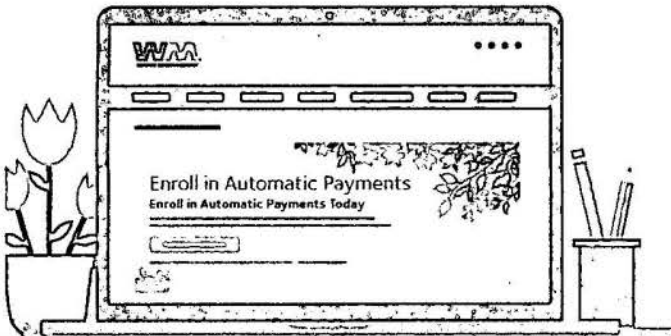 WM
Enroll in Automatic Payments
Enroll in Automatic Payments Today